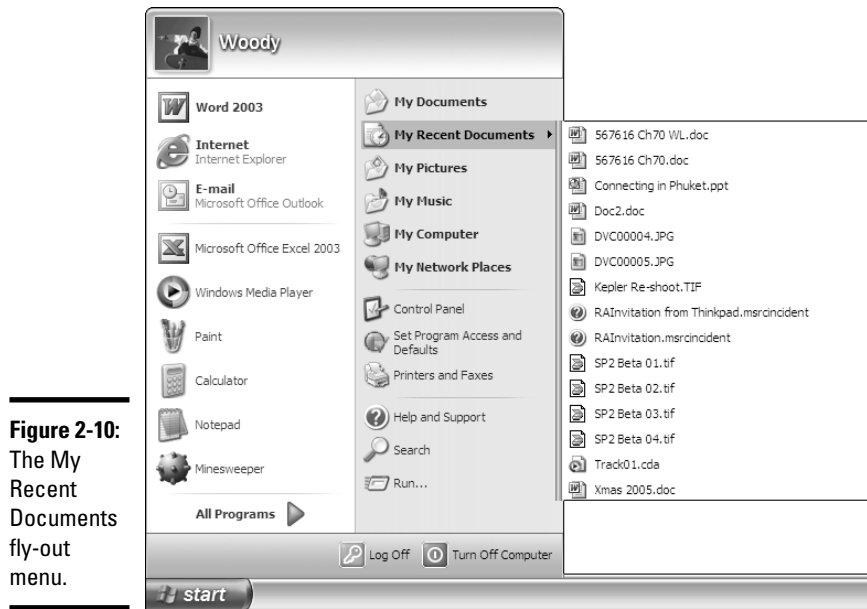 Woody
Word 2003
Internet
Internet Explorer
E-mail
Microsoft Office Outlook
Microsoft Office Excel 2003
Windows Media Player
Paint
Calculator
Notepad
Minesweeper
All Programs
My Documents
My Recent Documents
My Pictures
My Music
My Computer
My Network Places
Control Panel
Set Program Access and
Defaults
Printers and Faxes
Help and Support
Search
Run...
567616 Ch70 WL.doc
567616 Ch70.doc
Connecting in Phuket.ppt
Doc2.doc
DVC00004.JPG
DVC00005.JPG
Kepler Re-shoot.TIF
RAInvitation from Thinkpad.msrcincident
RAInvitation.msrcincident
SP2 Beta 01.tif
SP2 Beta 02.tif
SP2 Beta 03.tif
SP2 Beta 04.tif
Track01.cda
Xmas 2005.doc
Log Off
Turn Off Computer
start
Figure 2-10:
The My
Recent
Documents
fly-out
menu.